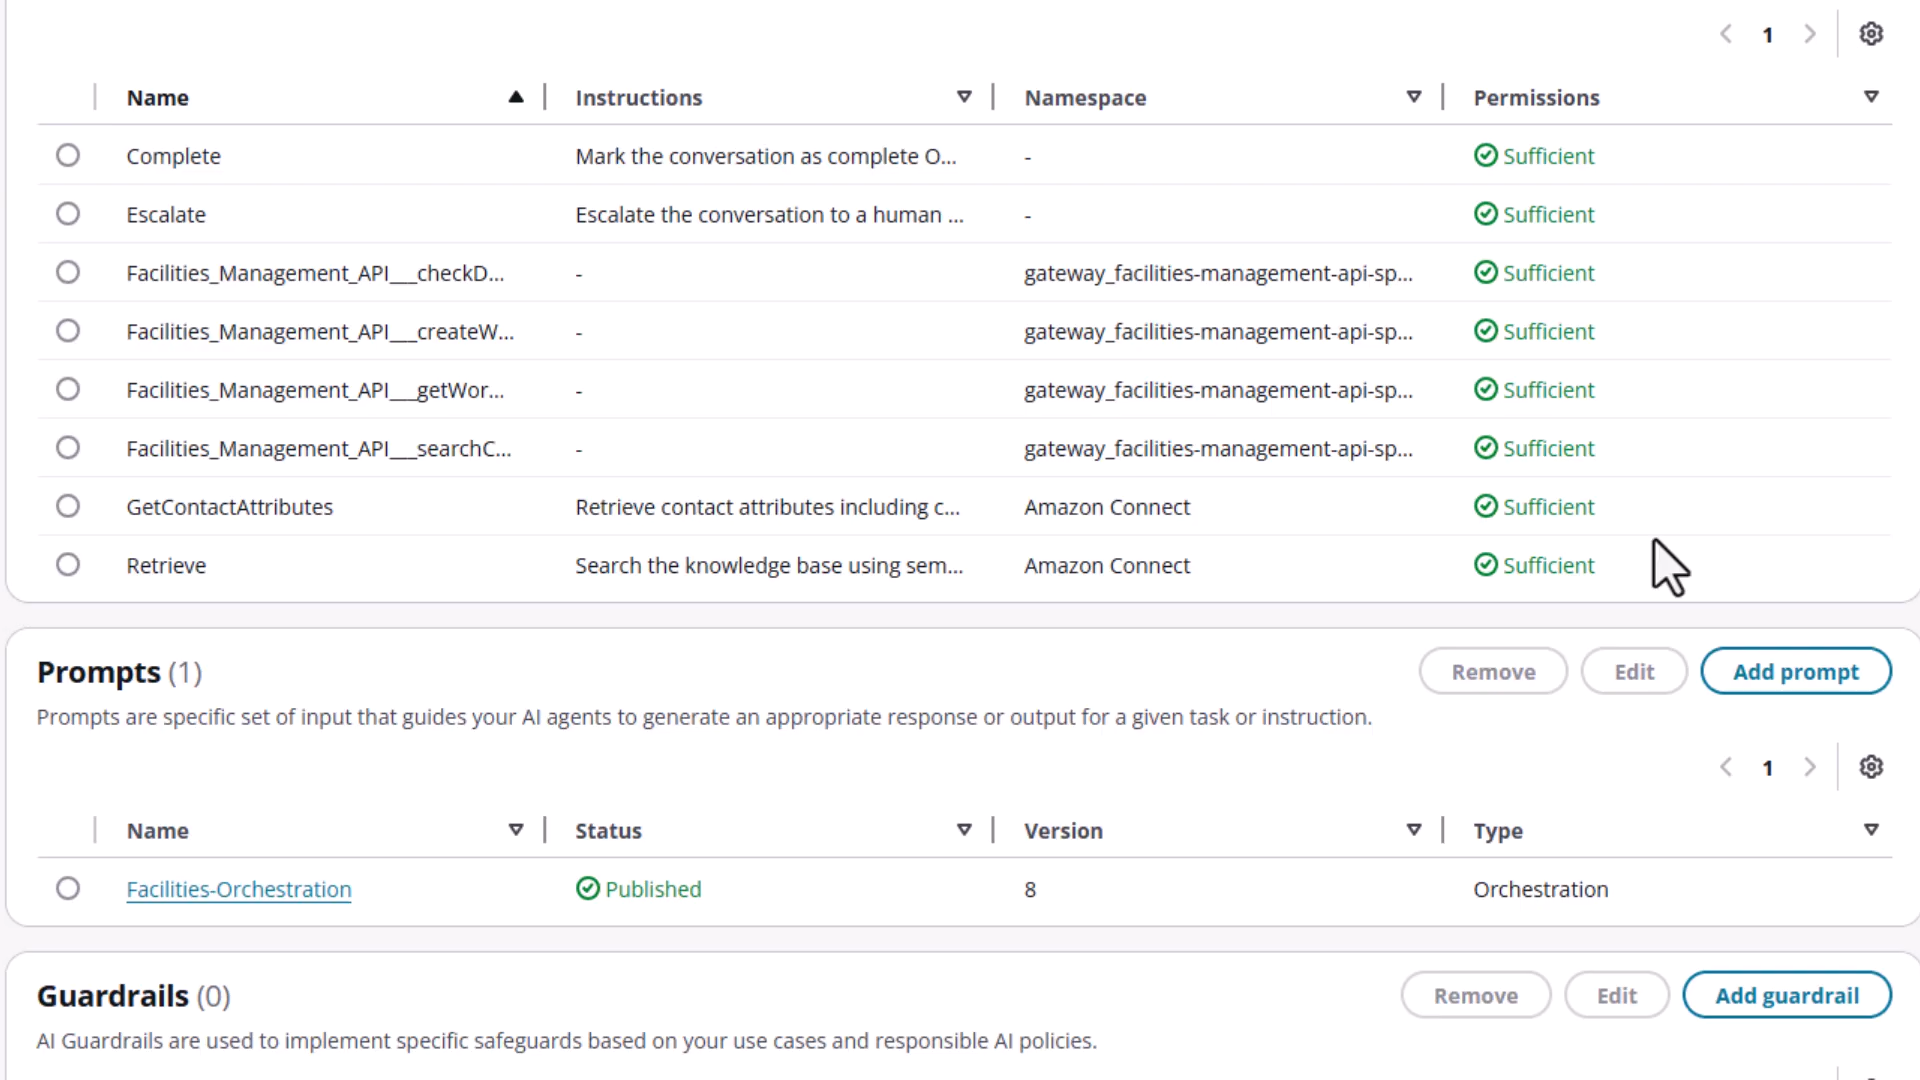 1
Name Instructions Namespace Permissions
Complete Mark the conversation as complete O... - Sufficient
Escalate Escalate the conversation to a human ... - Sufficient
Facilities_Management_API___checkD... - gateway_facilities-management-api-sp... Sufficient
Facilities_Management_API___createW... - gateway_facilities-management-api-sp... Sufficient
Facilities_Management_API___getWor... - gateway_facilities-management-api-sp... Sufficient
Facilities_Management_API___searchC... - gateway_facilities-management-api-sp... Sufficient
GetContactAttributes Retrieve contact attributes including c... Amazon Connect Sufficient
Retrieve Search the knowledge base using sem... Amazon Connect Sufficient
Prompts (1) Remove Edit Add prompt
Prompts are specific set of input that guides your AI agents to generate an appropriate response or output for a given task or instruction.
1
Name Status Version Type
Facilities-Orchestration Published 8 Orchestration
Guardrails (0) Remove Edit Add guardrail
AI Guardrails are used to implement specific safeguards based on your use cases and responsible AI policies.